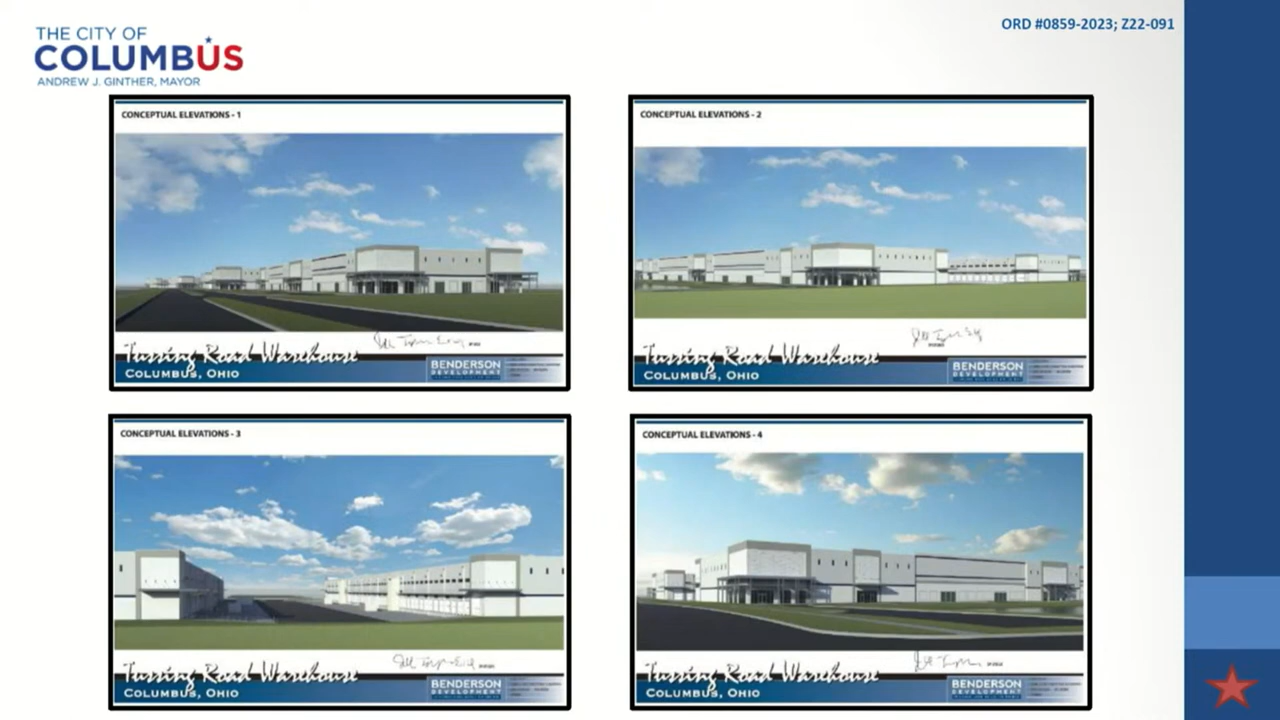 THE CITY OF
COLUMBUS
ANDREW J. GINTHER, MAYOR
ORD #0859-2023; Z22-091
CONCEPTUAL ELEVATIONS - 1
Tussing Road Warehouse
COLUMBUS, OHIO
BENDERSON
DEVELOPMENT
CONCEPTUAL ELEVATIONS - 2
Tussing Road Warehouse
COLUMBUS, OHIO
BENDERSON
DEVELOPMENT
CONCEPTUAL ELEVATIONS - 3
Tussing Road Warehouse
COLUMBUS, OHIO
BENDERSON
DEVELOPMENT
CONCEPTUAL ELEVATIONS - 4
Tussing Road Warehouse
COLUMBUS, OHIO
BENDERSON
DEVELOPMENT